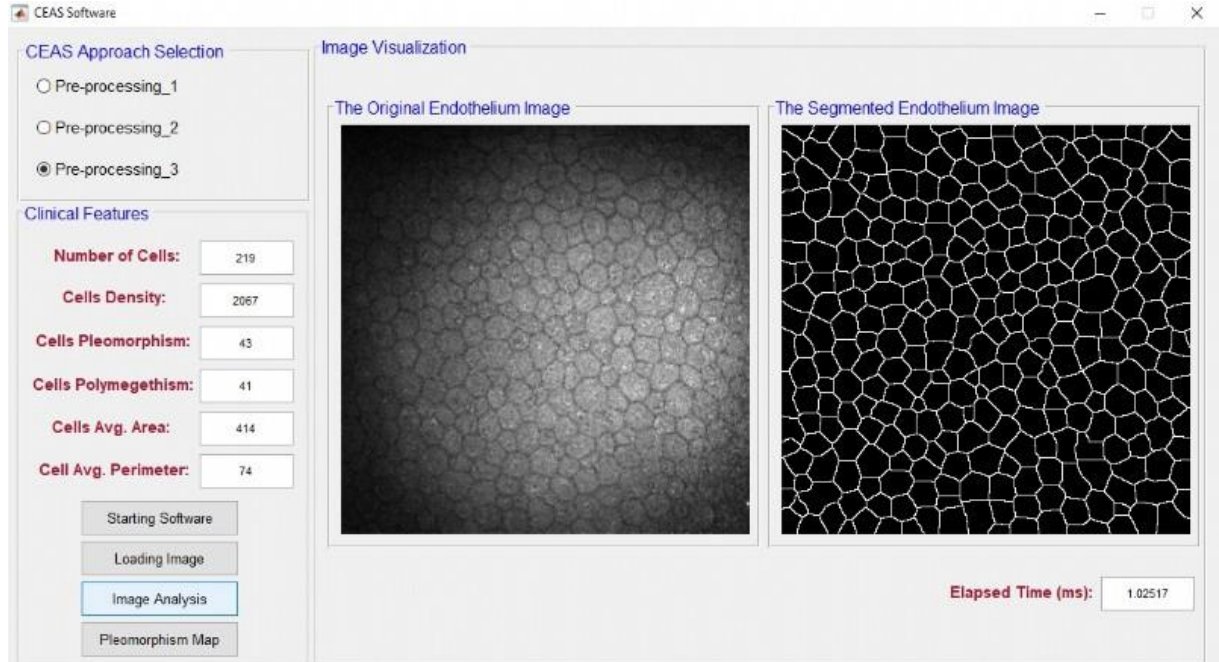 CEAS Software
CEAS Approach Selection
Pre-processing_1
Pre-processing_2
Pre-processing_3
Clinical Features
Number of Cells: 219
Cells Density: 2067
Cells Pleomorphism: 43
Cells Polymegethism: 41
Cells Avg. Area: 414
Cell Avg. Perimeter: 74
Starting Software
Loading Image
Image Analysis
Pleomorphism Map
Image Visualization
The Original Endothelium Image
The Segmented Endothelium Image
Elapsed Time (ms): 1.02517